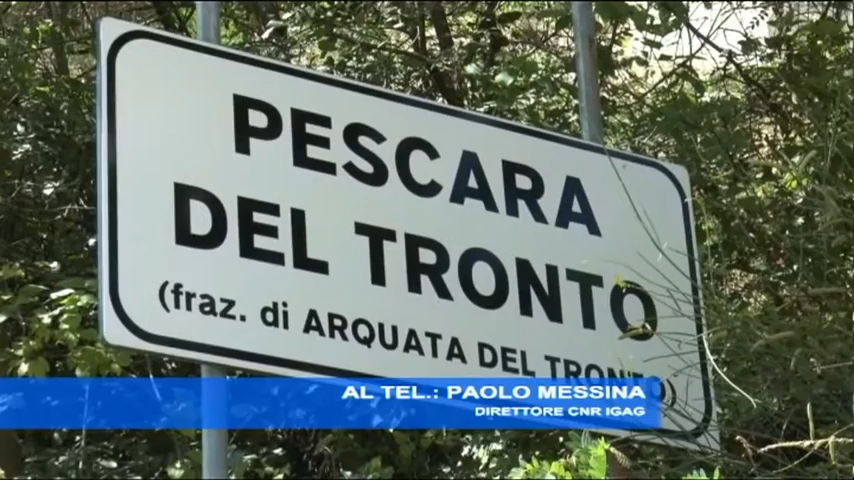 PESCARA
DEL TRONTO
(fraz. di ARQUATA DEL TRONTO)
AL TEL.: PAOLO MESSINA
DIRETTORE CNR IGAG